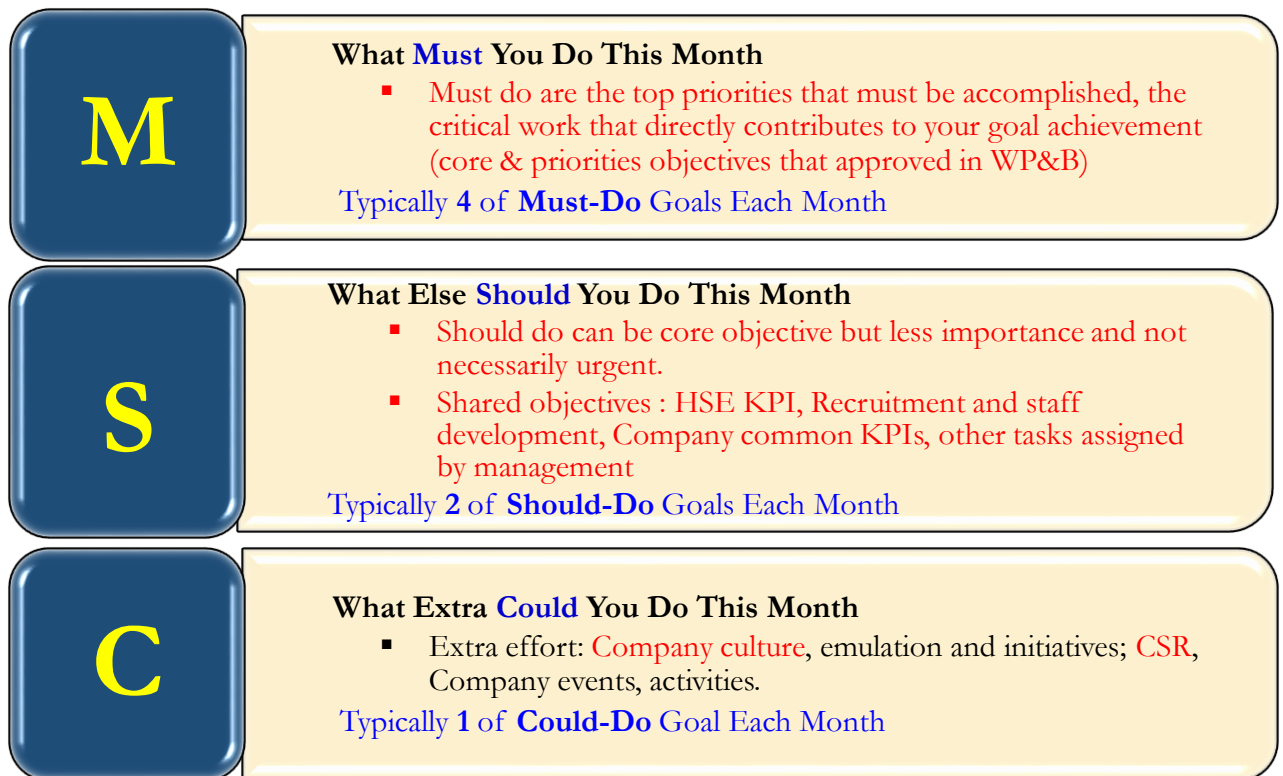 M
What Must You Do This Month
▪ Must do are the top priorities that must be accomplished, the
critical work that directly contributes to your goal achievement
(core & priorities objectives that approved in WP&B)
Typically 4 of Must-Do Goals Each Month
S
What Else Should You Do This Month
▪ Should do can be core objective but less importance and not
necessarily urgent.
▪ Shared objectives : HSE KPI, Recruitment and staff
development, Company common KPIs, other tasks assigned
by management
Typically 2 of Should-Do Goals Each Month
C
What Extra Could You Do This Month
▪ Extra effort: Company culture, emulation and initiatives; CSR,
Company events, activities.
Typically 1 of Could-Do Goal Each Month